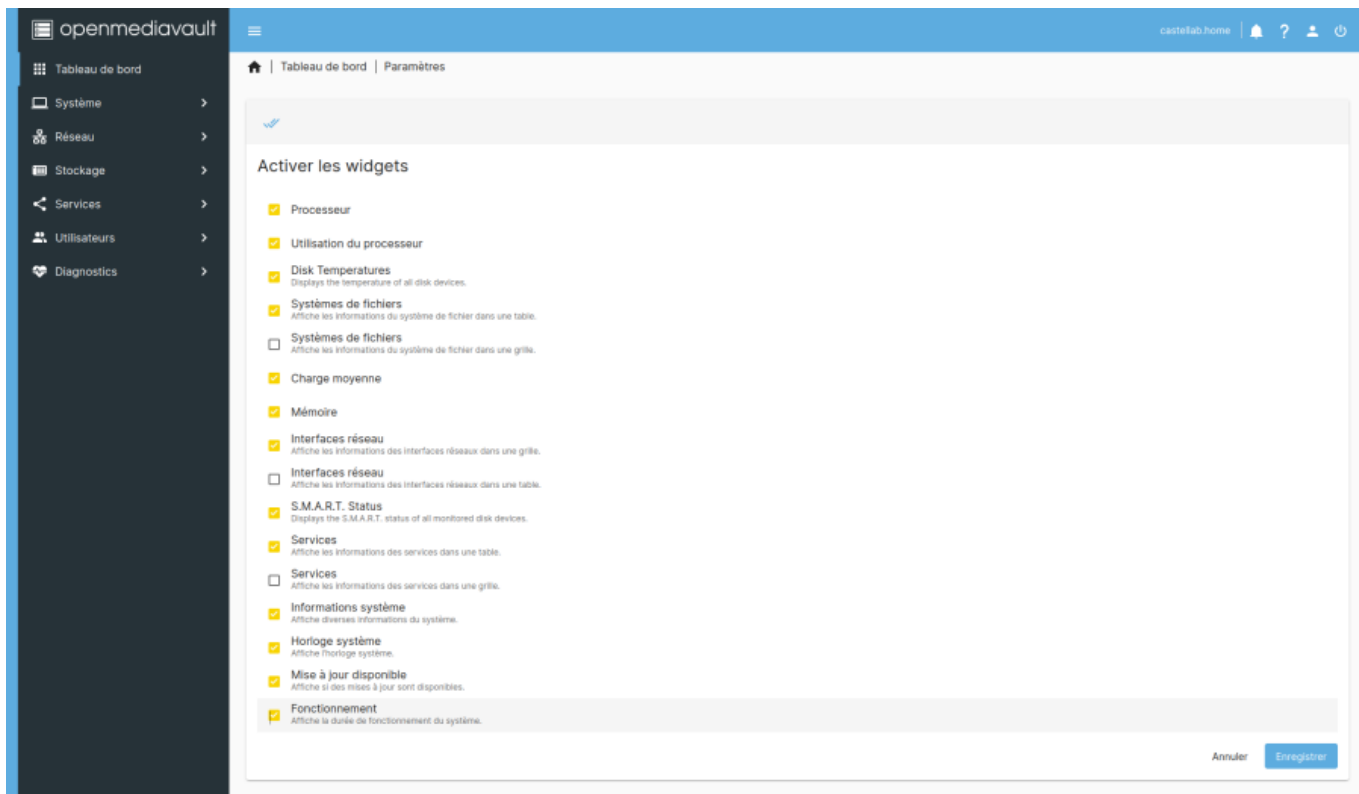 openmediavault
castellab.home
Tableau de bord
Système
Réseau
Stockage
Services
Utilisateurs
Diagnostics
Tableau de bord | Paramètres
Activer les widgets
Processeur
Utilisation du processeur
Disk Temperatures
Displays the temperature of all disk devices.
Systèmes de fichiers
Affiche les informations du système de fichier dans une table.
Systèmes de fichiers
Affiche les informations du système de fichier dans une grille.
Charge moyenne
Mémoire
Interfaces réseau
Affiche les informations des interfaces réseaux dans une grille.
Interfaces réseau
Affiche les informations des interfaces réseaux dans une table.
S.M.A.R.T. Status
Displays the S.M.A.R.T. status of all monitored disk devices.
Services
Affiche les informations des services dans une table.
Services
Affiche les informations des services dans une grille.
Informations système
Affiche diverses informations du système.
Horloge système
Affiche l'horloge système.
Mise à jour disponible
Affiche si des mises à jour sont disponibles.
Fonctionnement
Affiche la durée de fonctionnement du système.
Annuler
Enregistrer